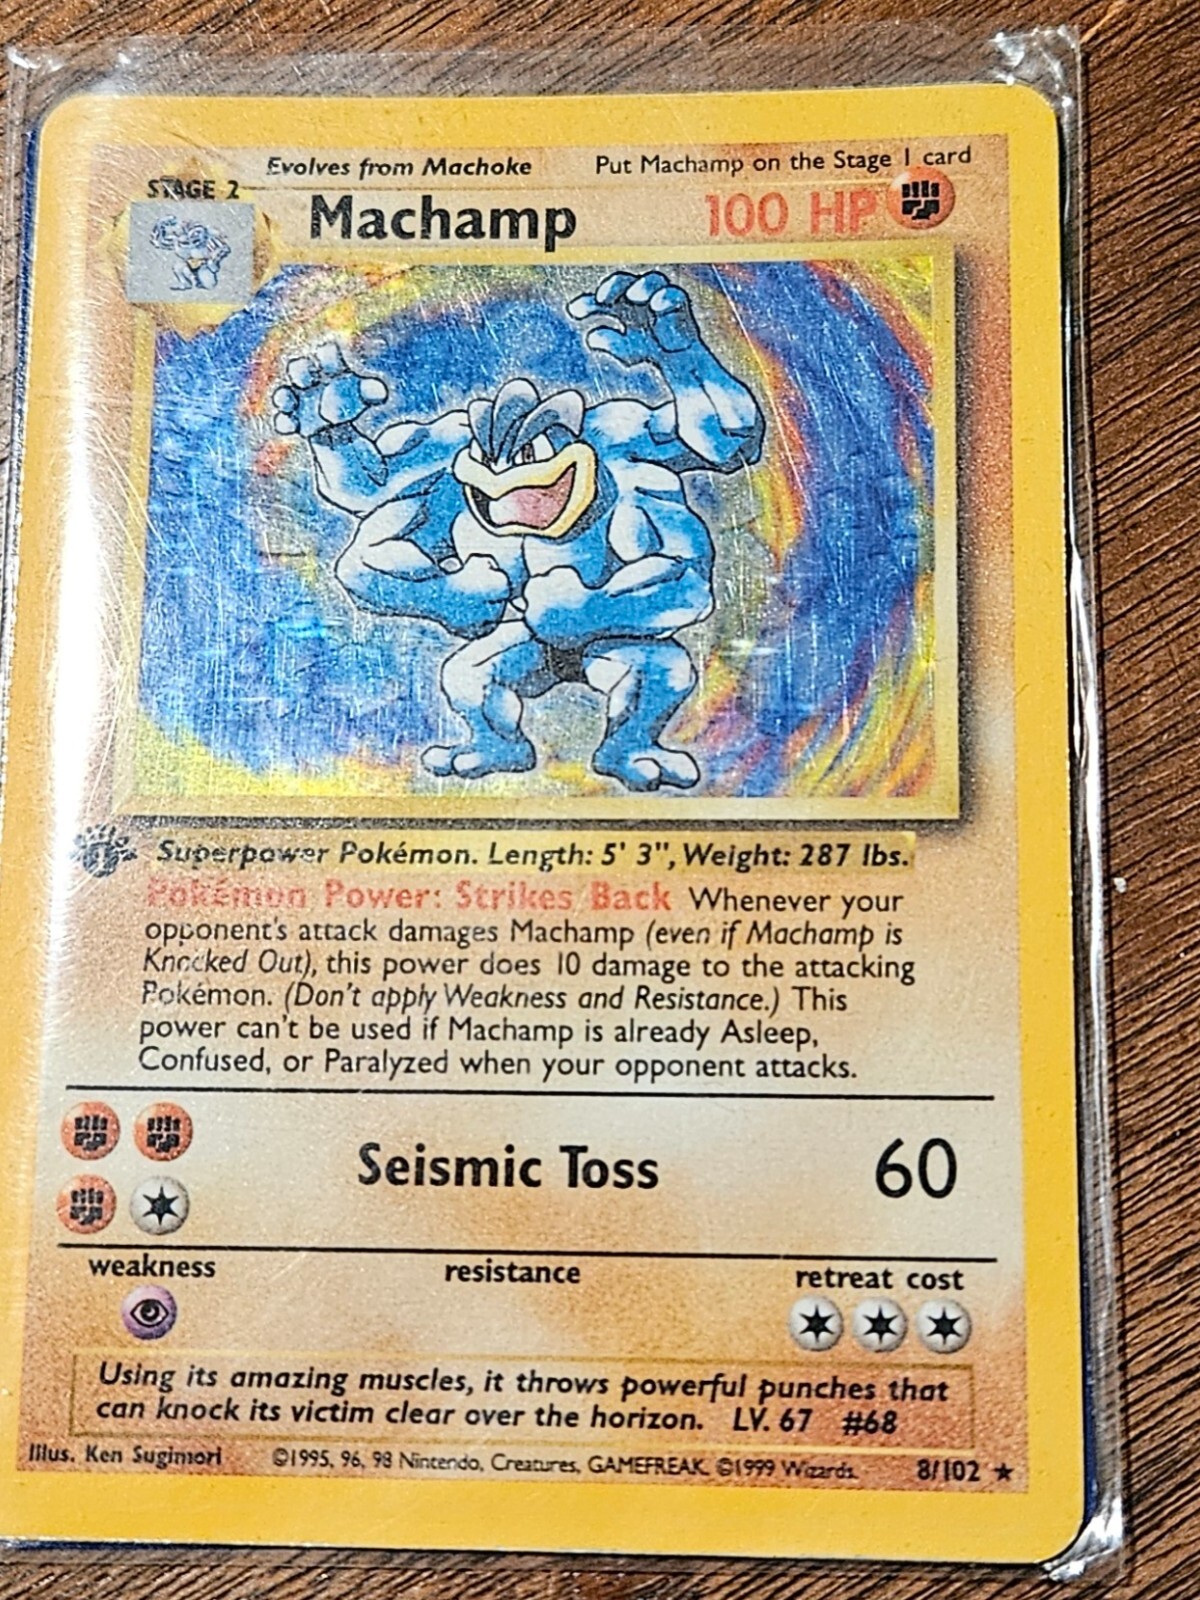 Evolves from Machoke Put Machamp on the Stage 1 card
STAGE 2
Machamp 100 HP
1
Superpower Pokémon. Length: 5' 3", Weight: 287 lbs.
Pokémon Power: Strikes Back Whenever your
opponent's attack damages Machamp (even if Machamp is
Knocked Out), this power does 10 damage to the attacking
Pokémon. (Don't apply Weakness and Resistance.) This
power can't be used if Machamp is already Asleep,
Confused, or Paralyzed when your opponent attacks.
Seismic Toss 60
weakness resistance retreat cost
Using its amazing muscles, it throws powerful punches that
can knock its victim clear over the horizon. LV. 67 #68
Illus. Ken Sugimori ©1995, 96, 98 Nintendo, Creatures, GAMEFREAK. ©1999 Wizards. 8/102 ★